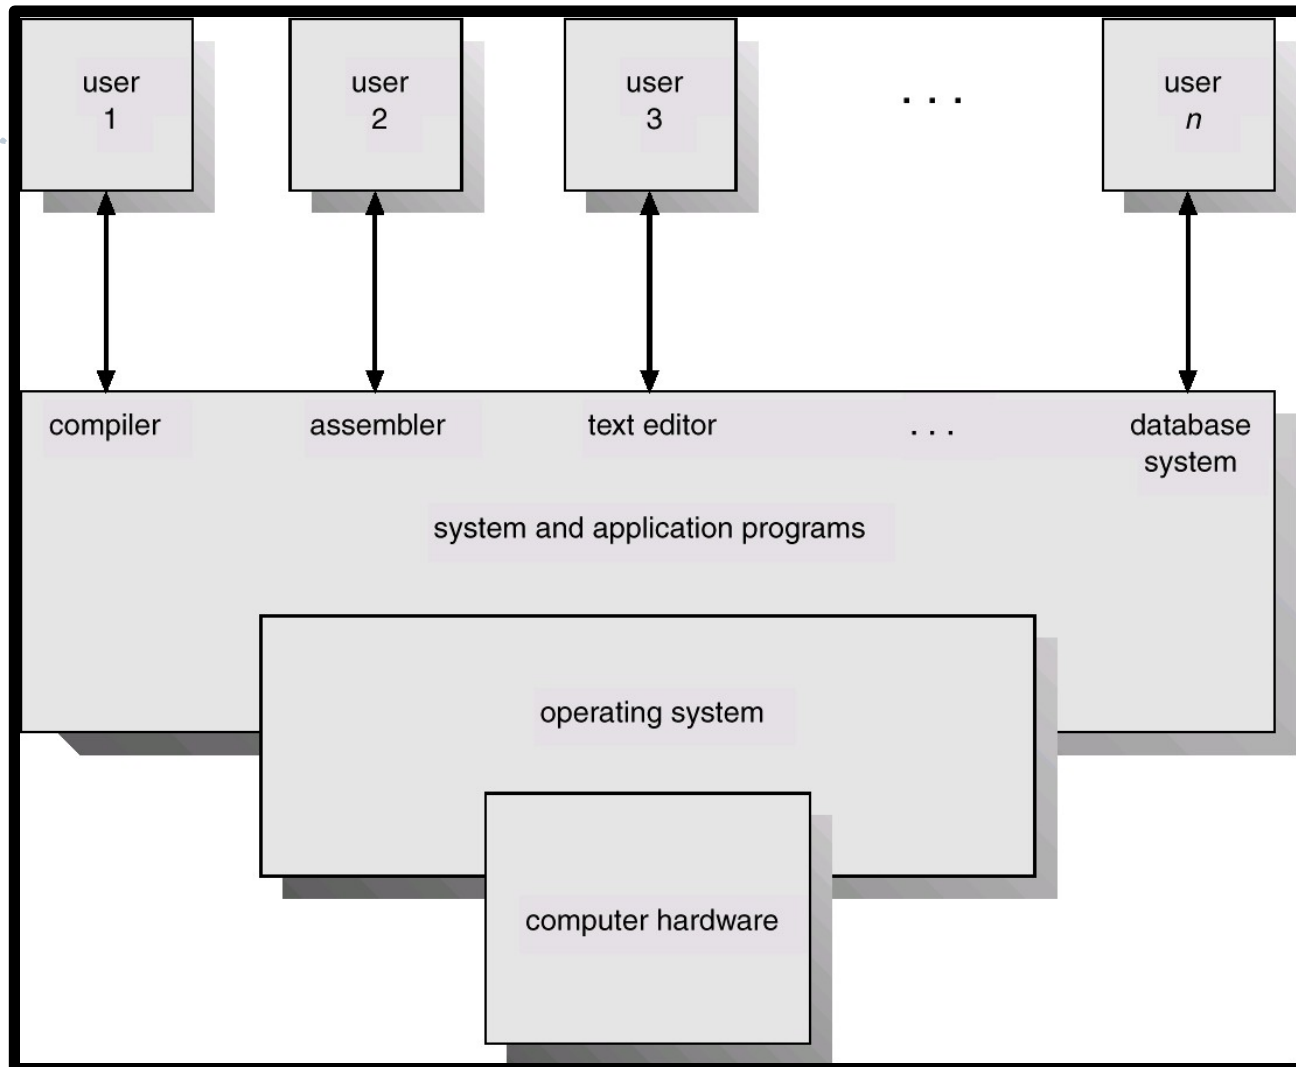 user
1
user
2
user
3
. . .
user
n
compiler
assembler
text editor
. . .
database
system
system and application programs
operating system
computer hardware